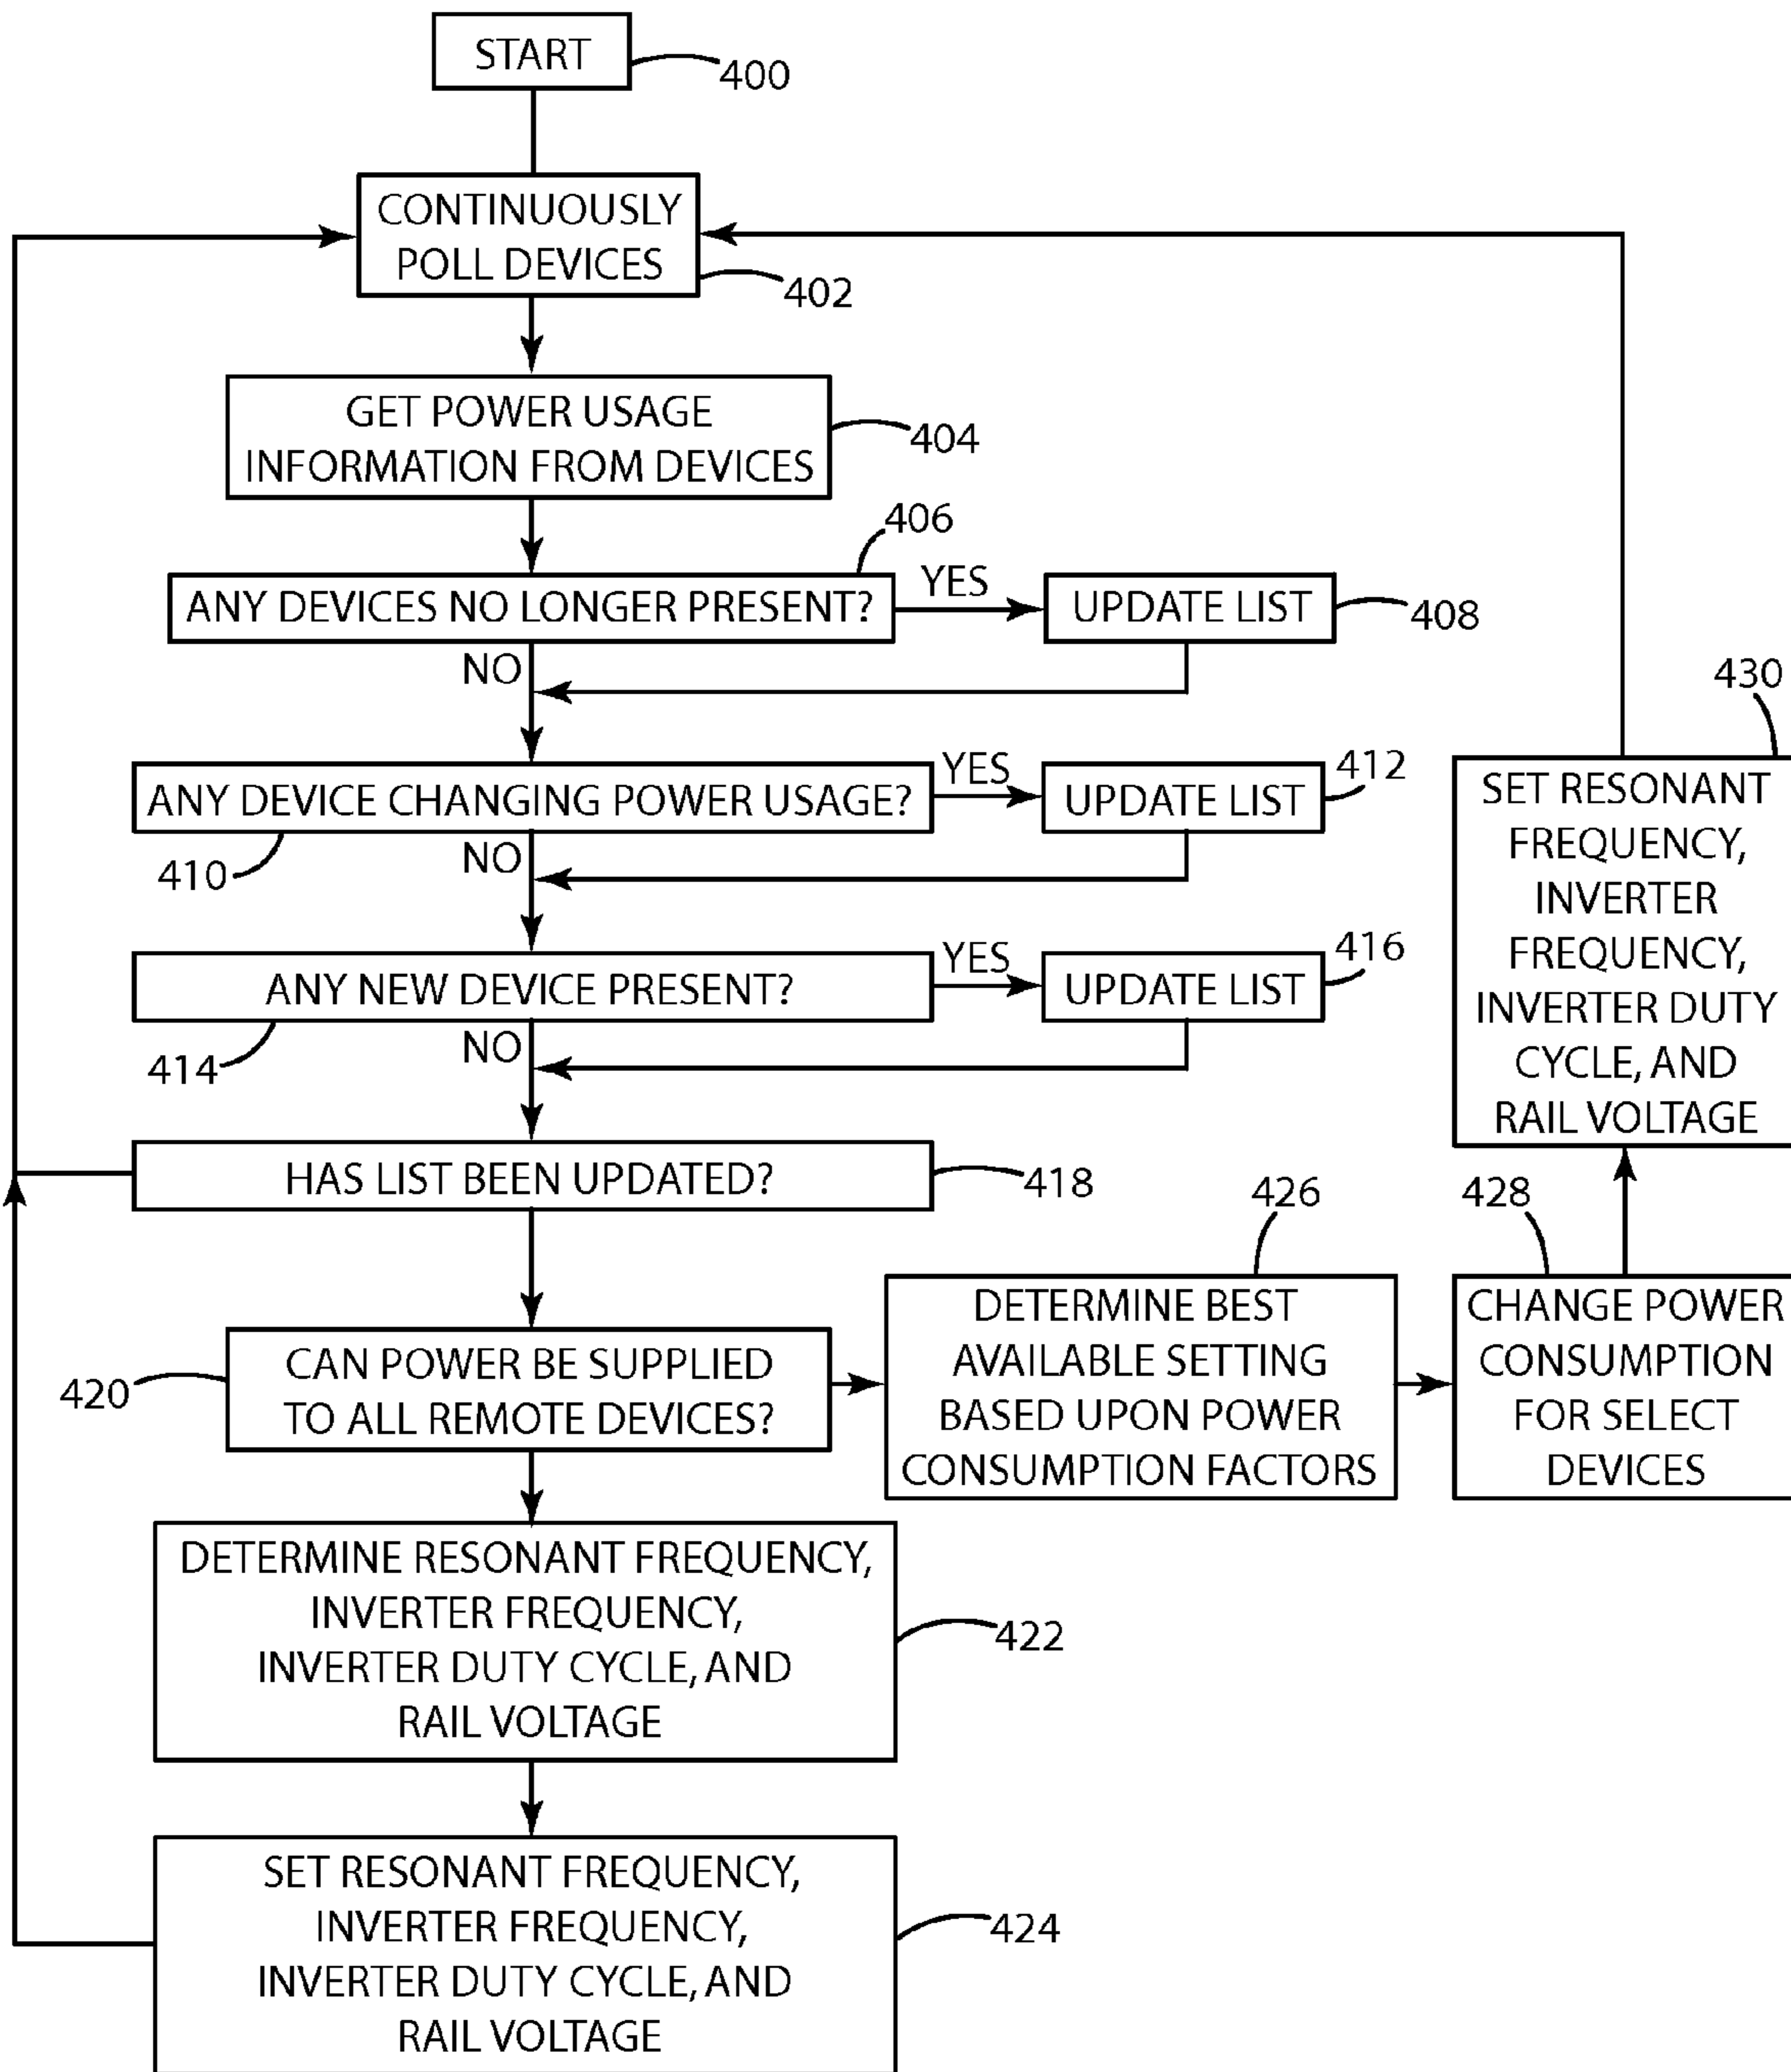 START
400
CONTINUOUSLY
POLL DEVICES
402
GET POWER USAGE
INFORMATION FROM DEVICES
404
406
ANY DEVICES NO LONGER PRESENT?
YES
UPDATE LIST
408
NO
ANY DEVICE CHANGING POWER USAGE?
410
YES
UPDATE LIST
412
NO
ANY NEW DEVICE PRESENT?
414
YES
UPDATE LIST
416
NO
HAS LIST BEEN UPDATED?
418
CAN POWER BE SUPPLIED
TO ALL REMOTE DEVICES?
420
426
DETERMINE BEST
AVAILABLE SETTING
BASED UPON POWER
CONSUMPTION FACTORS
428
CHANGE POWER
CONSUMPTION
FOR SELECT
DEVICES
430
SET RESONANT
FREQUENCY,
INVERTER
FREQUENCY,
INVERTER DUTY
CYCLE, AND
RAIL VOLTAGE
DETERMINE RESONANT FREQUENCY,
INVERTER FREQUENCY,
INVERTER DUTY CYCLE, AND
RAIL VOLTAGE
422
SET RESONANT FREQUENCY,
INVERTER FREQUENCY,
INVERTER DUTY CYCLE, AND
RAIL VOLTAGE
424